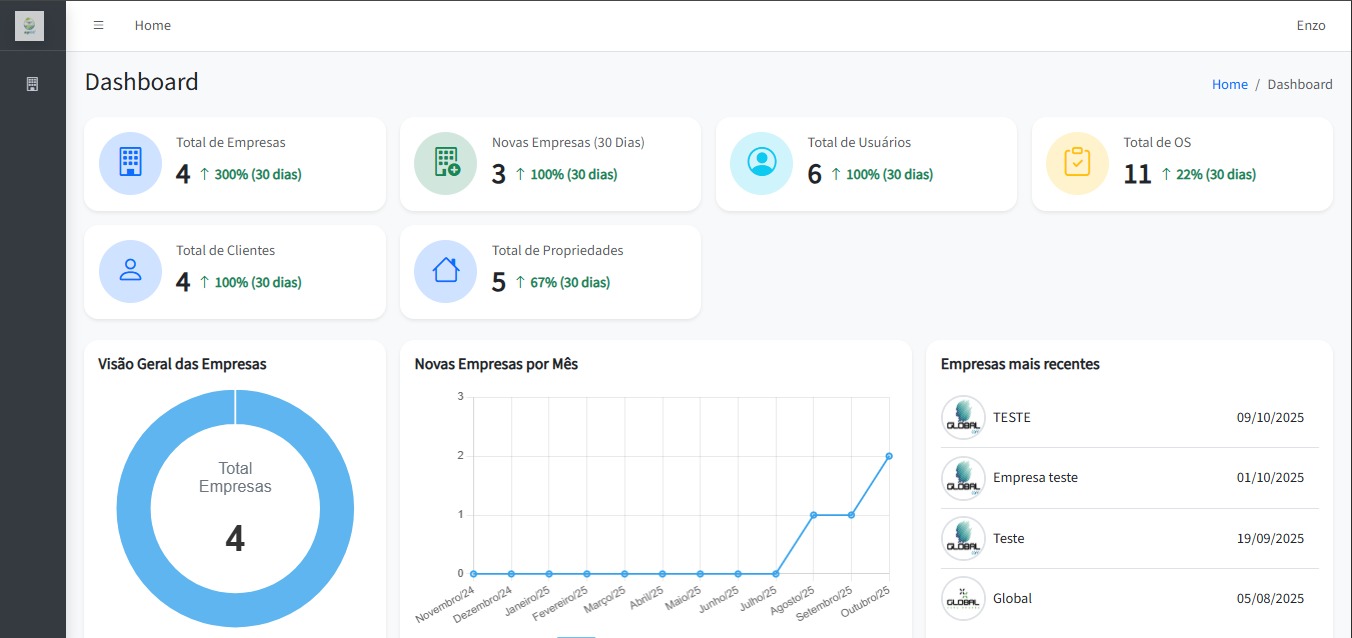 Home
Enzo
Dashboard
Home / Dashboard
Total de Empresas
4 ↑ 300% (30 dias)
Novas Empresas (30 Dias)
3 ↑ 100% (30 dias)
Total de Usuários
6 ↑ 100% (30 dias)
Total de OS
11 ↑ 22% (30 dias)
Total de Clientes
4 ↑ 100% (30 dias)
Total de Propriedades
5 ↑ 67% (30 dias)
Visão Geral das Empresas
Total
Empresas
4
Novas Empresas por Mês
3
2
1
0
Novembro/24
Dezembro/24
Janeiro/25
Fevereiro/25
Março/25
Abril/25
Maio/25
Junho/25
Julho/25
Agosto/25
Setembro/25
Outubro/25
Empresas mais recentes
GLOBAL
TESTE 09/10/2025
GLOBAL
Empresa teste 01/10/2025
GLOBAL
Teste 19/09/2025
GLOBAL
Global 05/08/2025